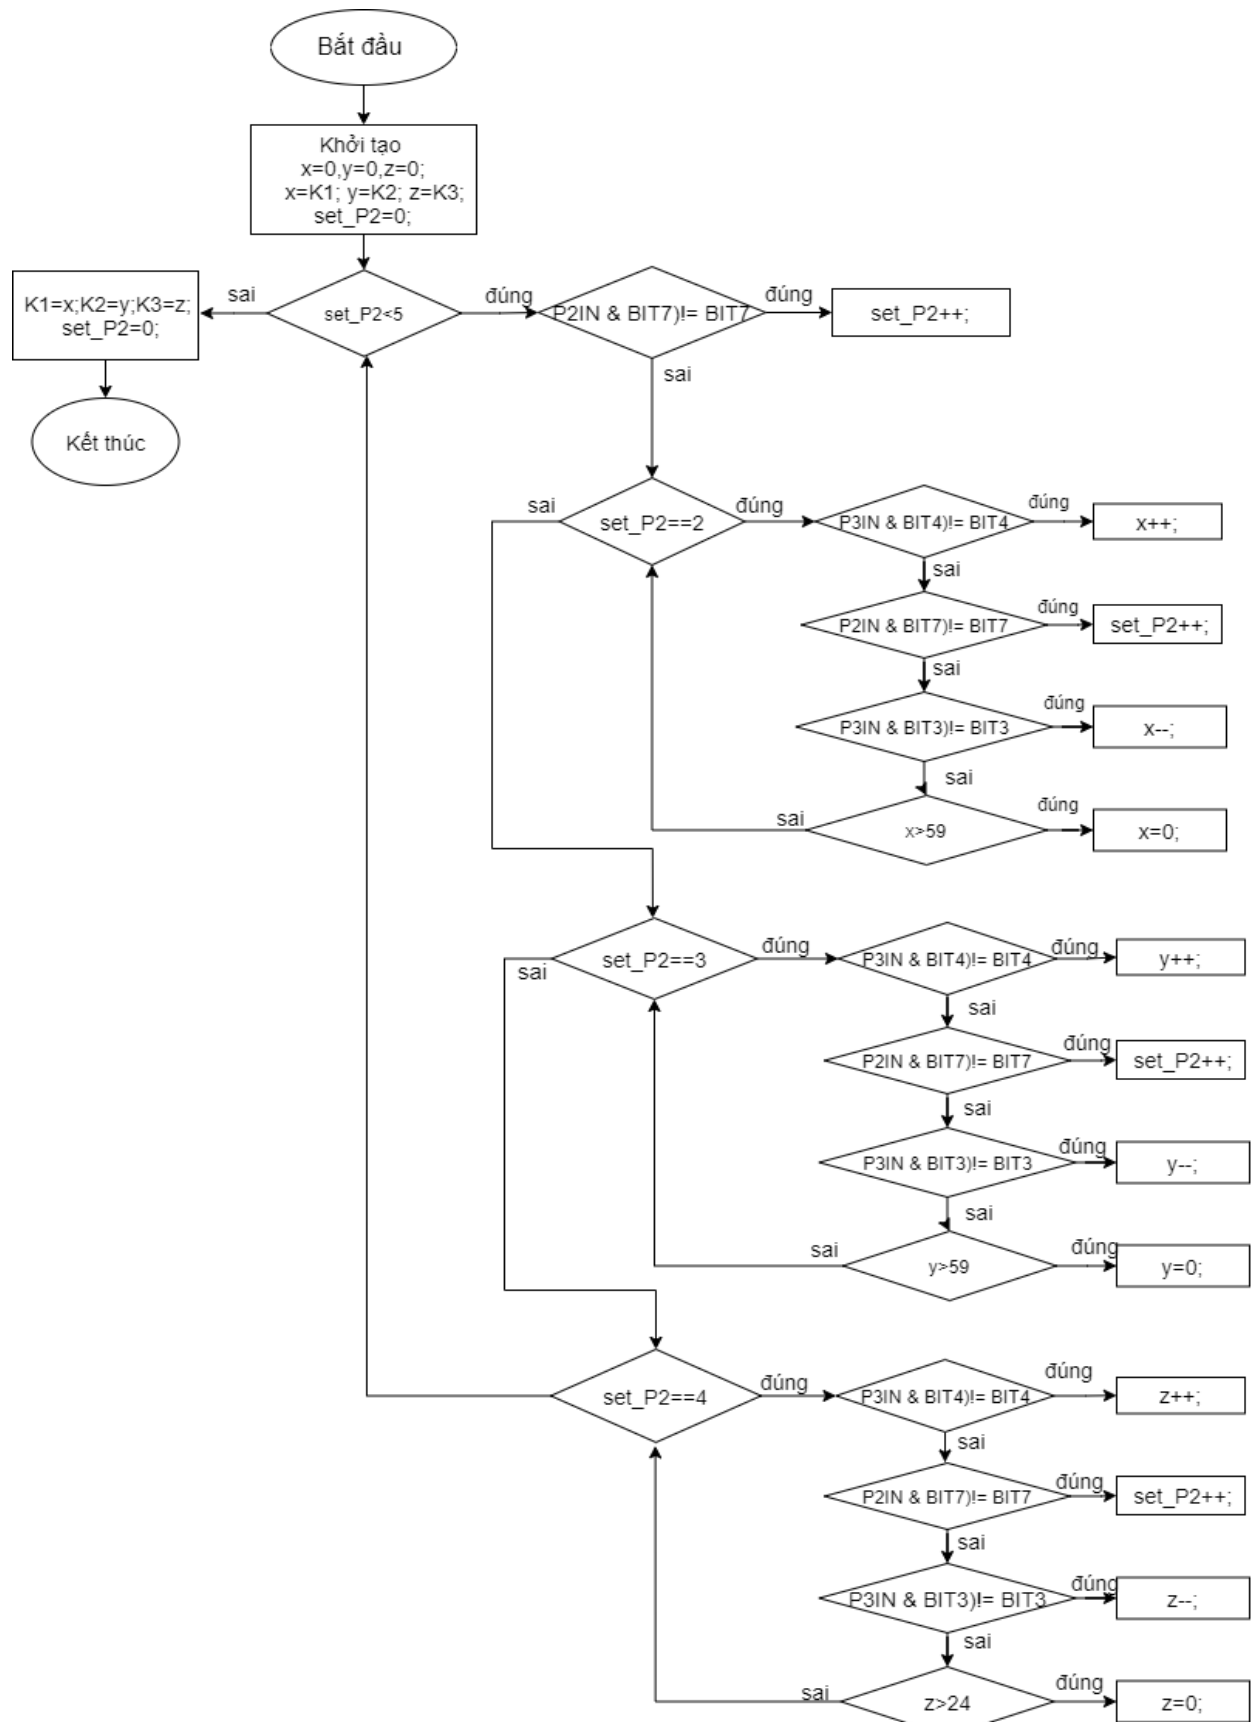 Bắt đầu
Khởi tạo
x=0,y=0,z=0;
x=K1; y=K2; z=K3;
set_P2=0;
K1=x;K2=y;K3=z;
set_P2=0;
sai
set_P2<5
đúng
P2IN & BIT7)!= BIT7
đúng
set_P2++;
sai
Kết thúc
sai
set_P2==2
đúng
P3IN & BIT4)!= BIT4
đúng
x++;
sai
P2IN & BIT7)!= BIT7
đúng
set_P2++;
sai
P3IN & BIT3)!= BIT3
đúng
x--;
sai
sai
x>59
đúng
x=0;
sai
set_P2==3
đúng
P3IN & BIT4)!= BIT4
đúng
y++;
sai
P2IN & BIT7)!= BIT7
đúng
set_P2++;
sai
P3IN & BIT3)!= BIT3
đúng
y--;
sai
sai
y>59
đúng
y=0;
set_P2==4
đúng
P3IN & BIT4)!= BIT4
đúng
z++;
sai
P2IN & BIT7)!= BIT7
đúng
set_P2++;
sai
P3IN & BIT3)!= BIT3
đúng
z--;
sai
sai
z>24
đúng
z=0;